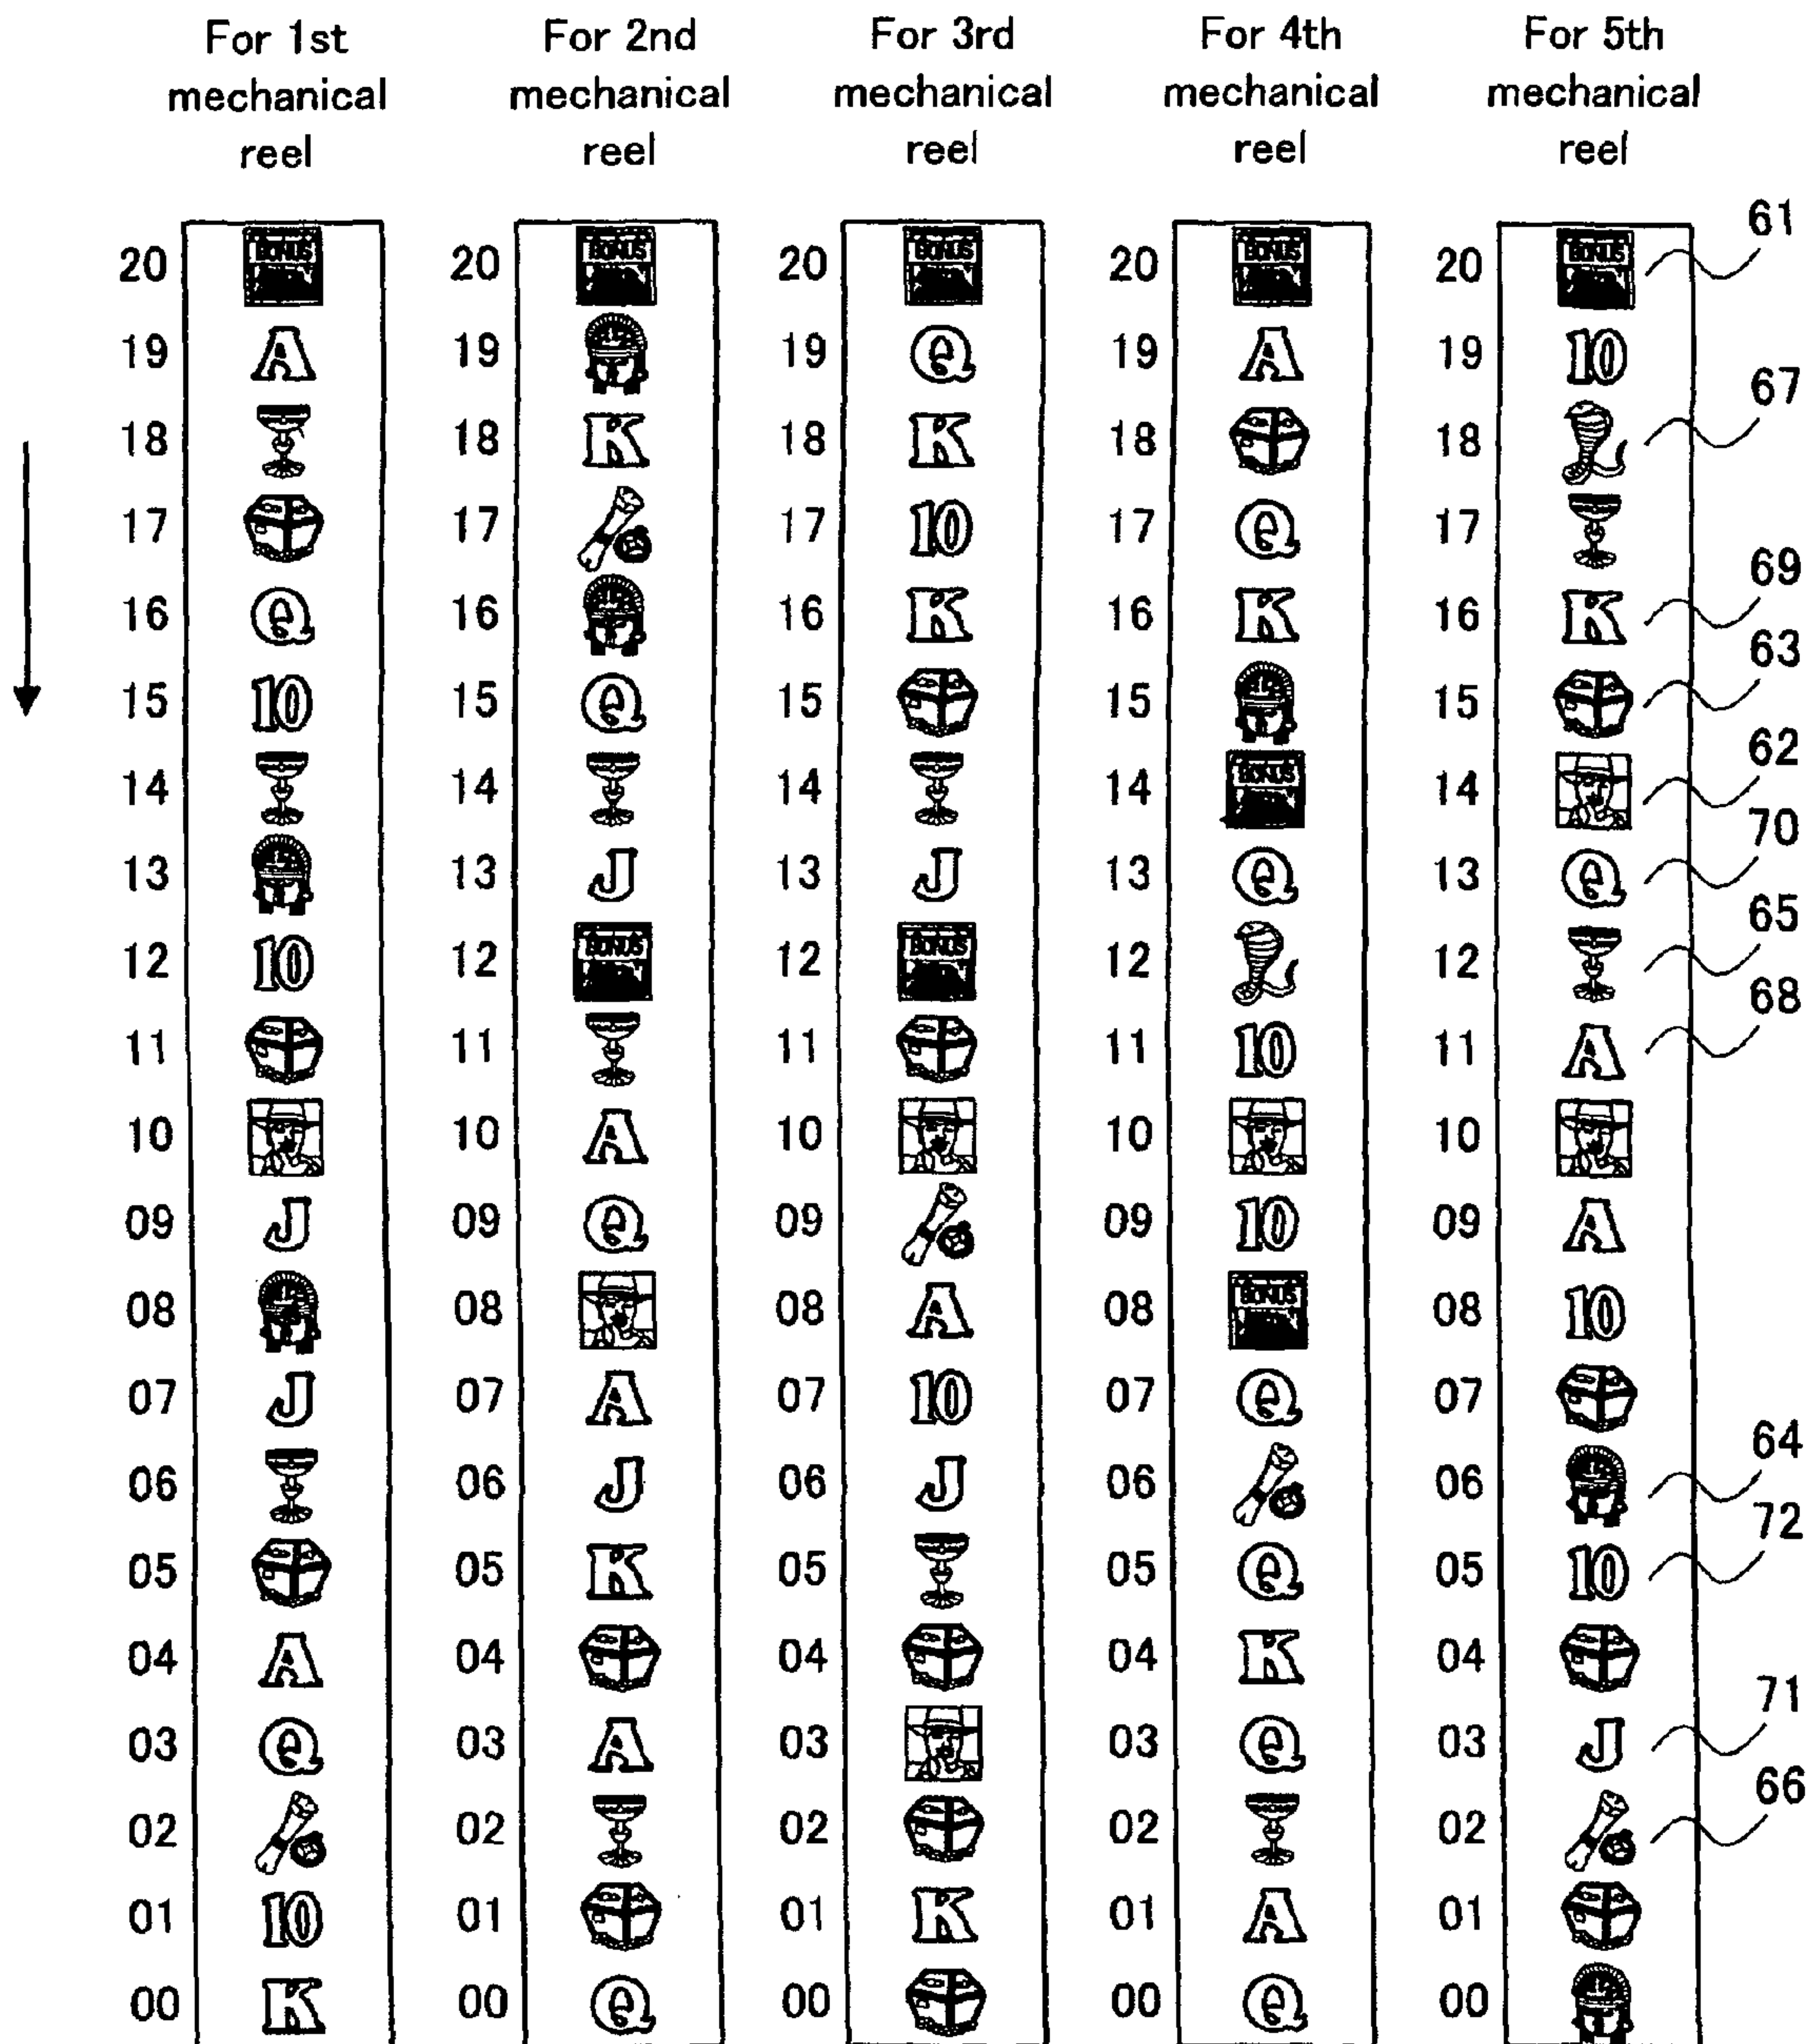 For 1st For 2nd For 3rd For 4th For 5th
mechanical mechanical mechanical mechanical mechanical
reel reel reel reel reel
20 BONUS 20 BONUS 20 BONUS 20 BONUS 20 BONUS 61
19 A 19 19 Q 19 A 19 10
18 18 K 18 K 18 18 67
17 17 17 10 17 Q 17
16 Q 16 16 K 16 K 16 K 69
15 10 15 Q 15 15 15 63
14 14 14 14 BONUS 14 62
13 13 J 13 J 13 Q 13 Q 70
12 10 12 BONUS 12 BONUS 12 12 65
11 11 11 11 10 11 A 68
10 10 A 10 10 10
09 J 09 Q 09 09 10 09 A
08 08 08 A 08 BONUS 08 10
07 J 07 A 07 10 07 Q 07
06 06 J 06 J 06 06 64
05 05 K 05 05 Q 05 10 72
04 A 04 04 04 K 04
03 Q 03 A 03 03 Q 03 J 71
02 02 02 02 02 66
01 10 01 01 K 01 A 01
00 K 00 Q 00 00 Q 00